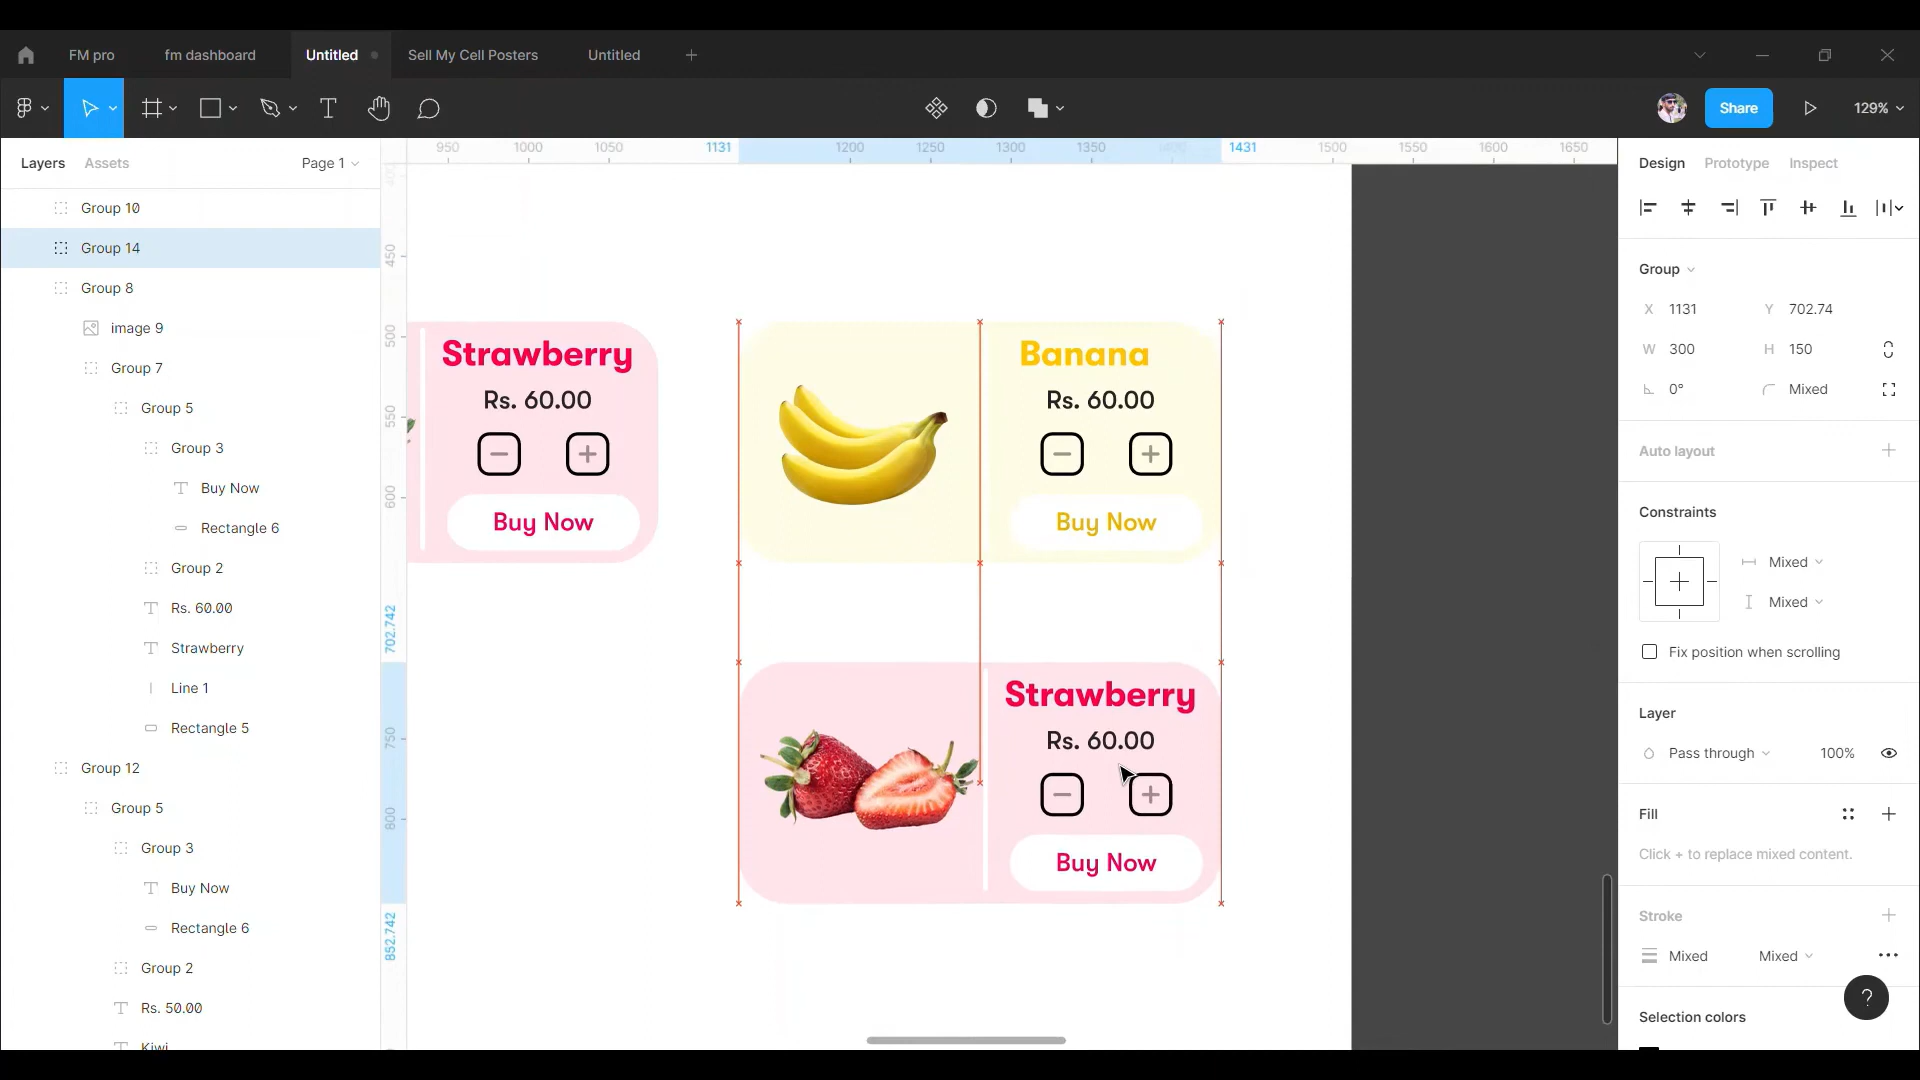 FM pro
fm dashboard
Untitled
Sell My Cell Posters
Untitled
Share
129%
Layers
Assets
Page 1
950
1000
1050
1131
1200
1250
1300
1350
1431
1500
1550
1600
1650
Design
Prototype
Inspect
Group 10
Group 14
Group 8
image 9
Group 7
Group 5
Group 3
Buy Now
Rectangle 6
Group 2
Rs. 60.00
Strawberry
Line 1
Rectangle 5
Group 12
Group 5
Group 3
Buy Now
Rectangle 6
Group 2
Rs. 50.00
Kiwi
450
500
550
600
702.742
750
800
852.742
Strawberry
Rs. 60.00
Buy Now
Banana
Rs. 60.00
Buy Now
Strawberry
Rs. 60.00
Buy Now
Group
X 1131
Y 702.74
W 300
H 150
0°
Mixed
Auto layout
Constraints
Mixed
Mixed
Fix position when scrolling
Layer
Pass through
100%
Fill
Click + to replace mixed content.
Stroke
Mixed
Mixed
?
Selection colors